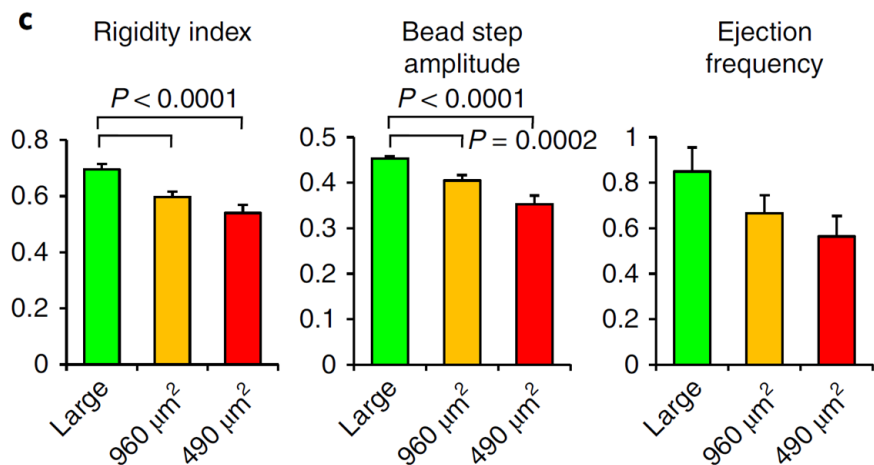 c
Rigidity index
P < 0.0001
0.8
0.6
0.4
0.2
0
Large
960 μm²
490 μm²
Bead step
amplitude
P < 0.0001
P = 0.0002
0.5
0.4
0.3
0.2
0.1
0
Large
960 μm²
490 μm²
Ejection
frequency
1
0.8
0.6
0.4
0.2
0
Large
960 μm²
490 μm²